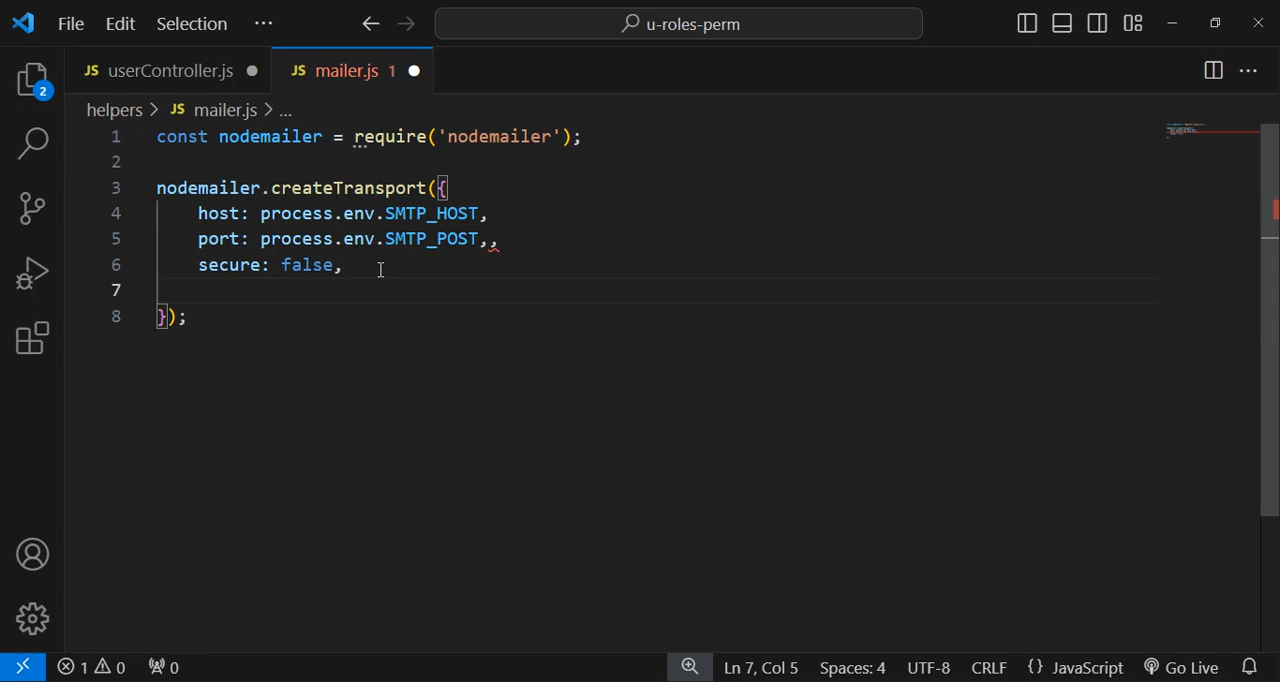 File Edit Selection ··· u-roles-perm
JS userController.js JS mailer.js 1
2
helpers > JS mailer.js > ...
1 const nodemailer = require('nodemailer');
2
3 nodemailer.createTransport({
4 host: process.env.SMTP_HOST,
5 port: process.env.SMTP_POST,,
6 secure: false,
7
8 });
1 0 0 Ln 7, Col 5 Spaces: 4 UTF-8 CRLF {} JavaScript Go Live